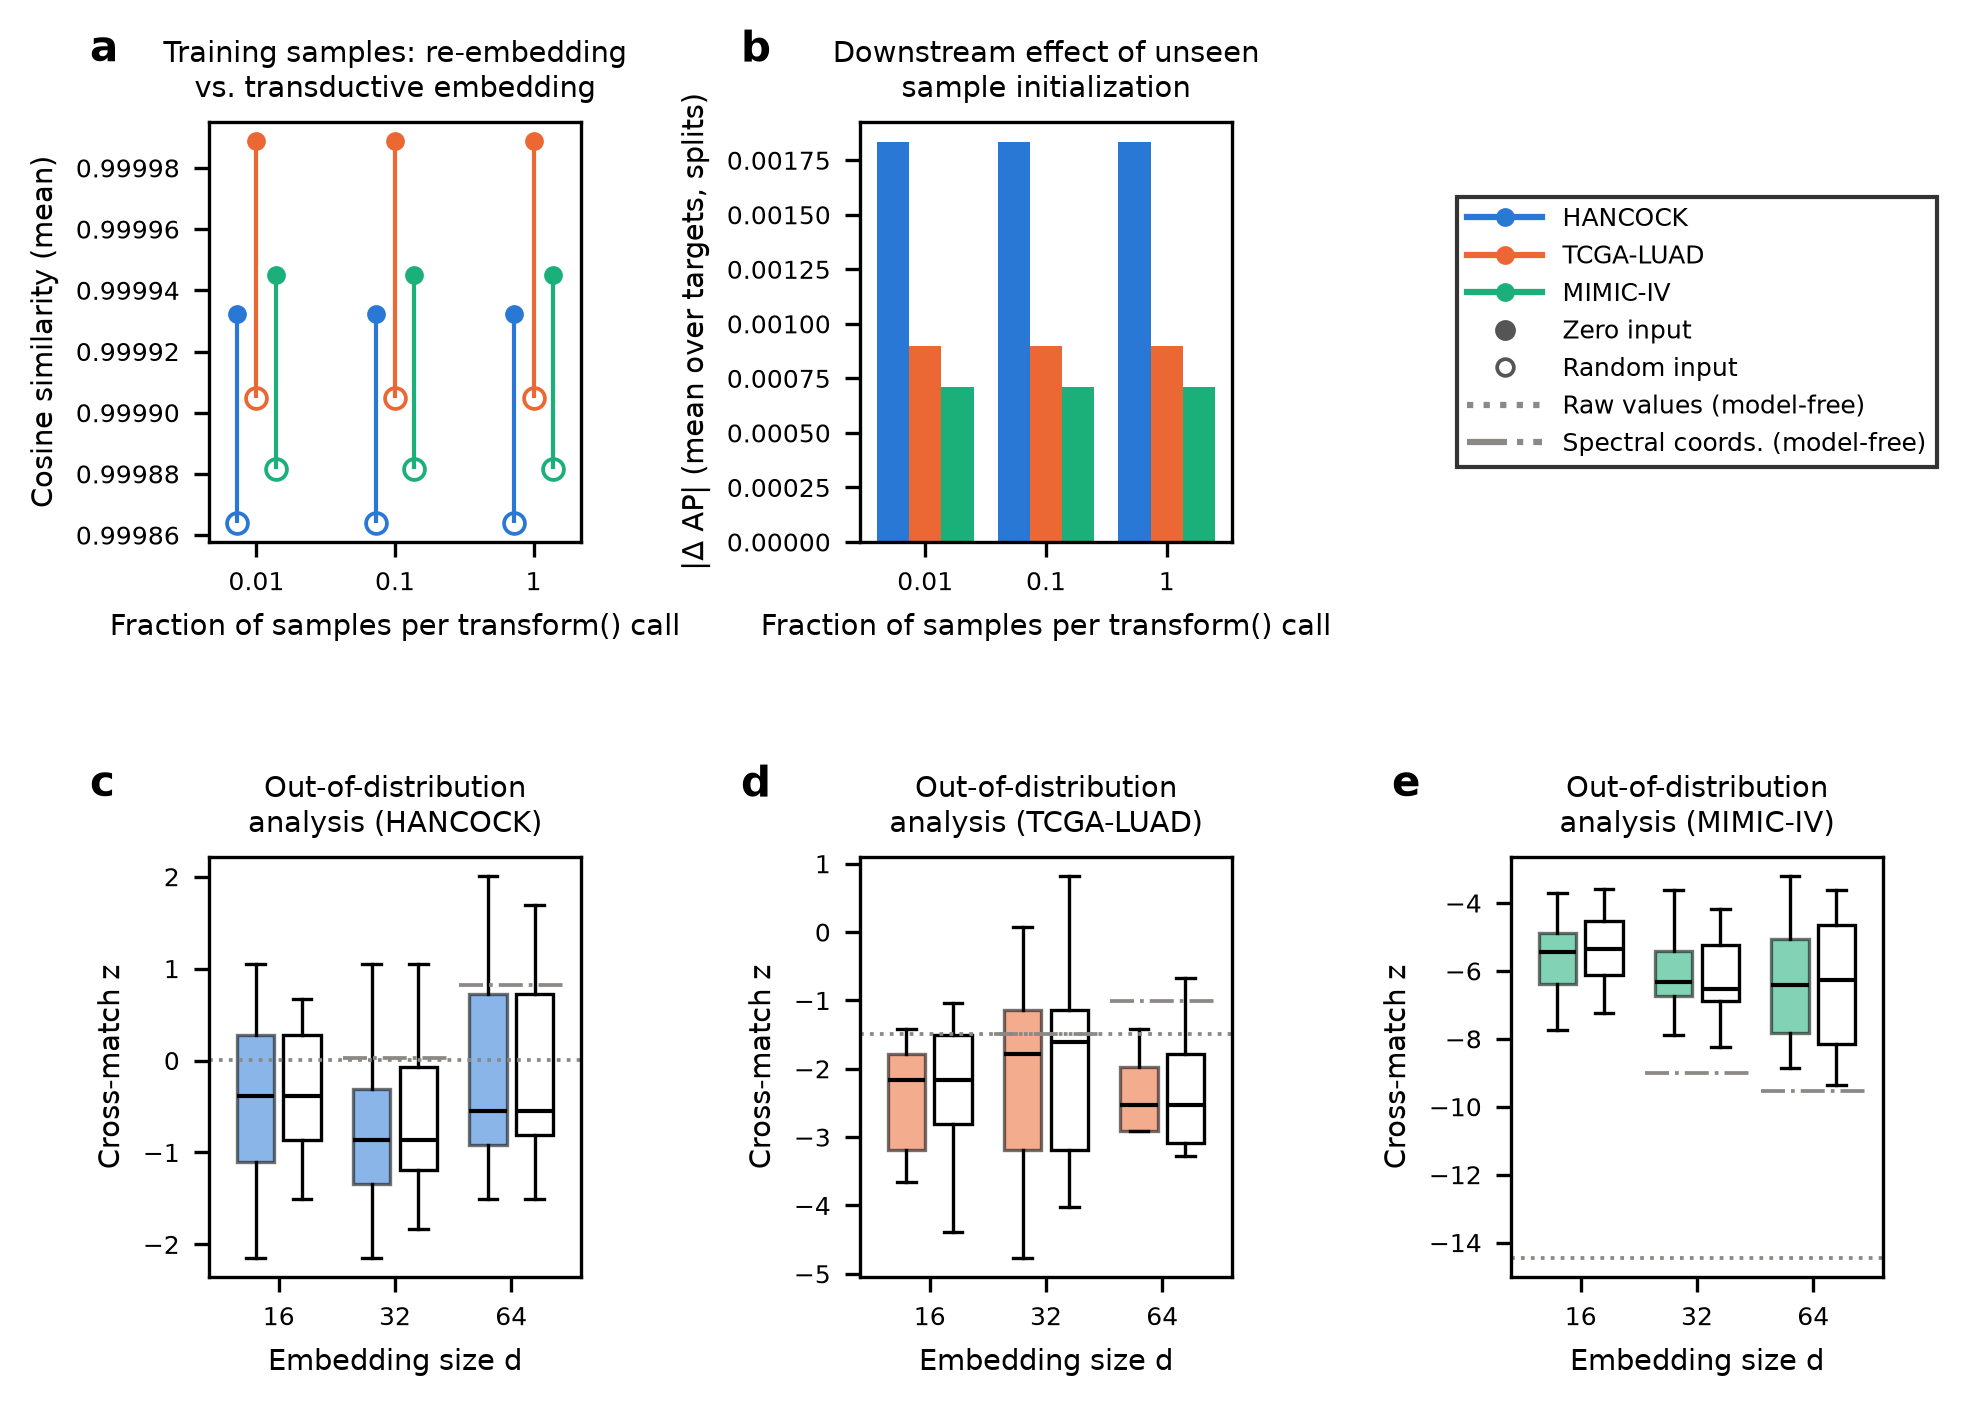 a
Training samples: re-embedding
vs. transductive embedding
Cosine similarity (mean)
0.99998
0.99996
0.99994
0.99992
0.99990
0.99988
0.99986
0.01
0.1
1
Fraction of samples per transform() call
b
Downstream effect of unseen
sample initialization
|Δ AP| (mean over targets, splits)
0.00175
0.00150
0.00125
0.00100
0.00075
0.00050
0.00025
0.00000
0.01
0.1
1
Fraction of samples per transform() call
HANCOCK
TCGA-LUAD
MIMIC-IV
Zero input
Random input
Raw values (model-free)
Spectral coords. (model-free)
c
Out-of-distribution
analysis (HANCOCK)
Cross-match z
2
1
0
−1
−2
16
32
64
Embedding size d
d
Out-of-distribution
analysis (TCGA-LUAD)
Cross-match z
1
0
−1
−2
−3
−4
−5
16
32
64
Embedding size d
e
Out-of-distribution
analysis (MIMIC-IV)
Cross-match z
−4
−6
−8
−10
−12
−14
16
32
64
Embedding size d